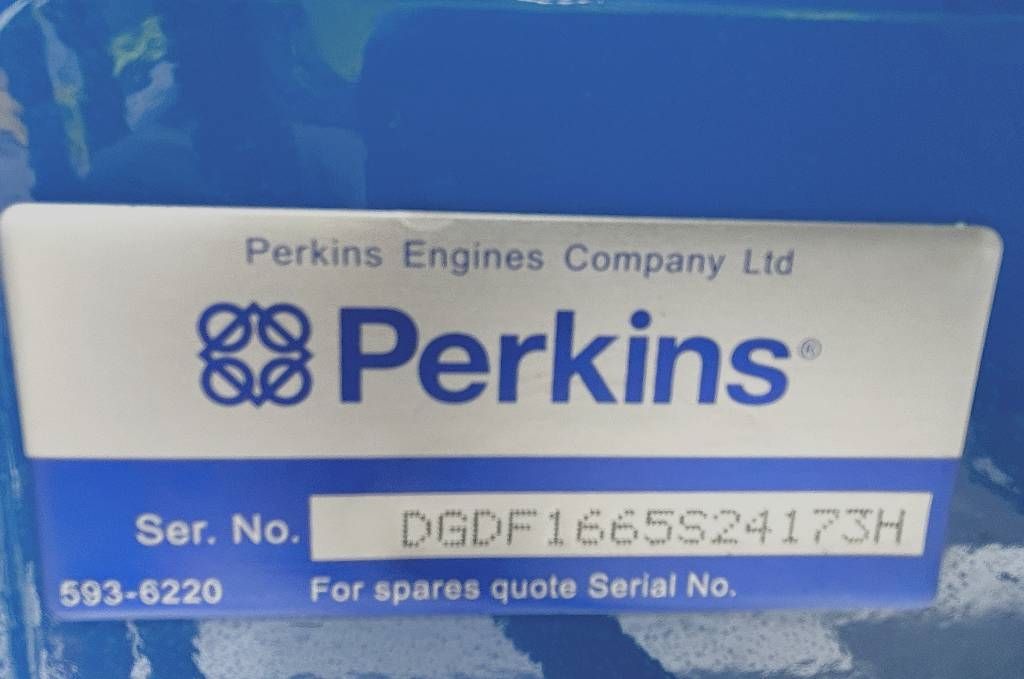 Perkins Engines Company Ltd
Perkins®
Ser. No. DGDF1665S24173H
593-6220 For spares quote Serial No.